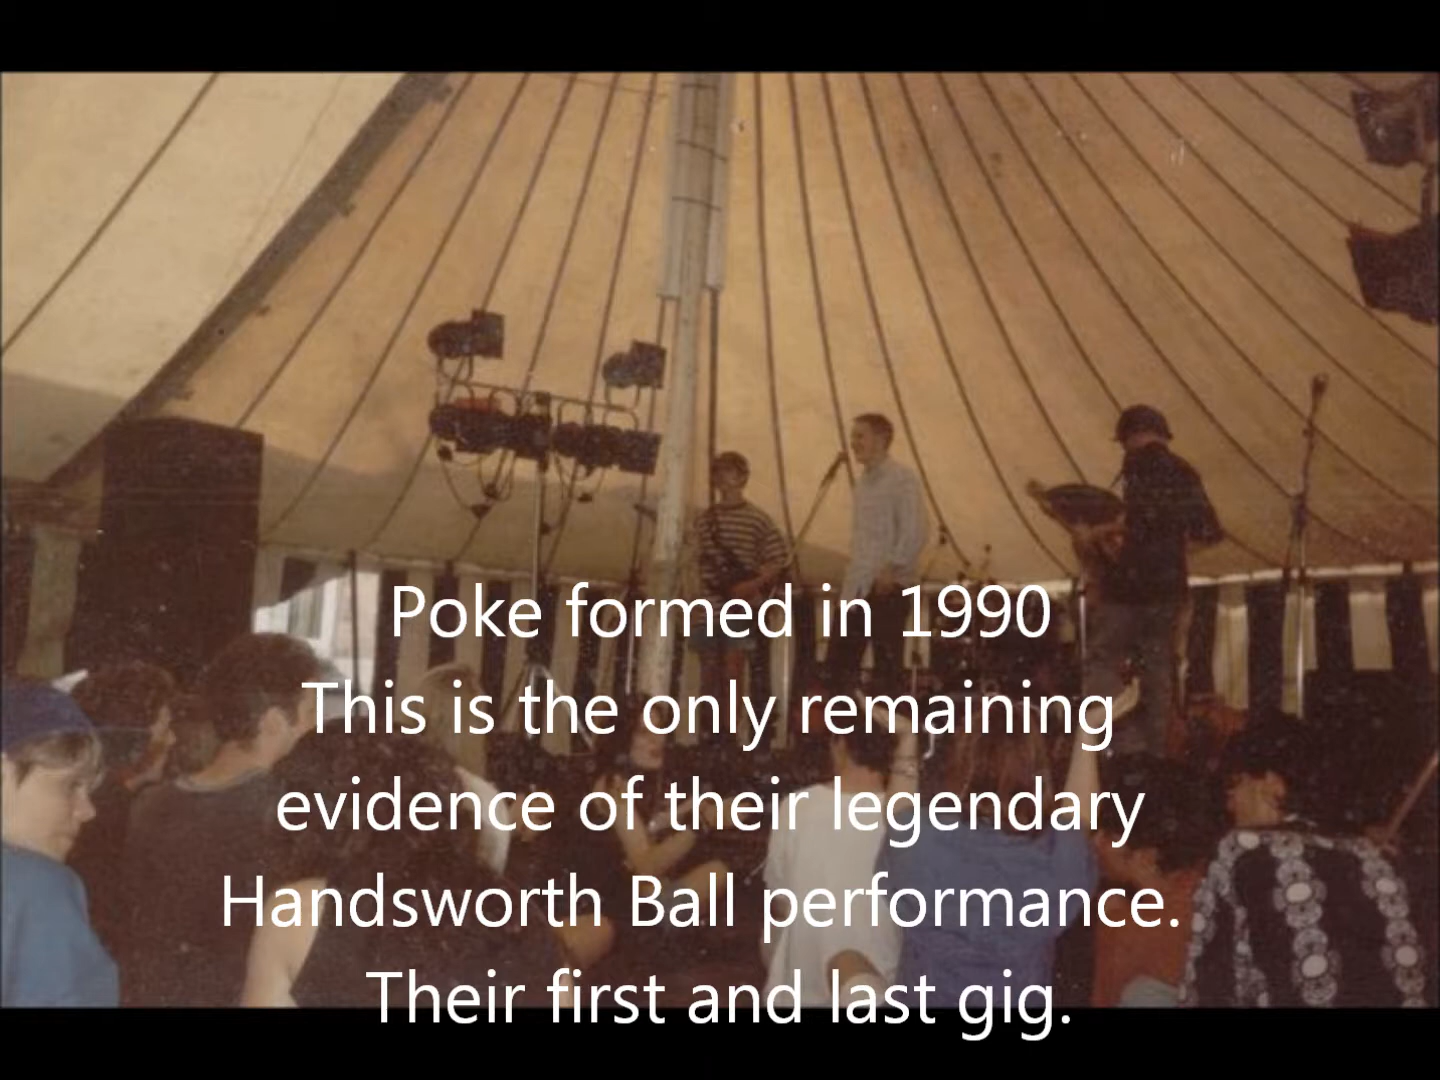 Poke formed in 1990
This is the only remaining
evidence of their legendary
Handsworth Ball performance.
Their first and last gig.